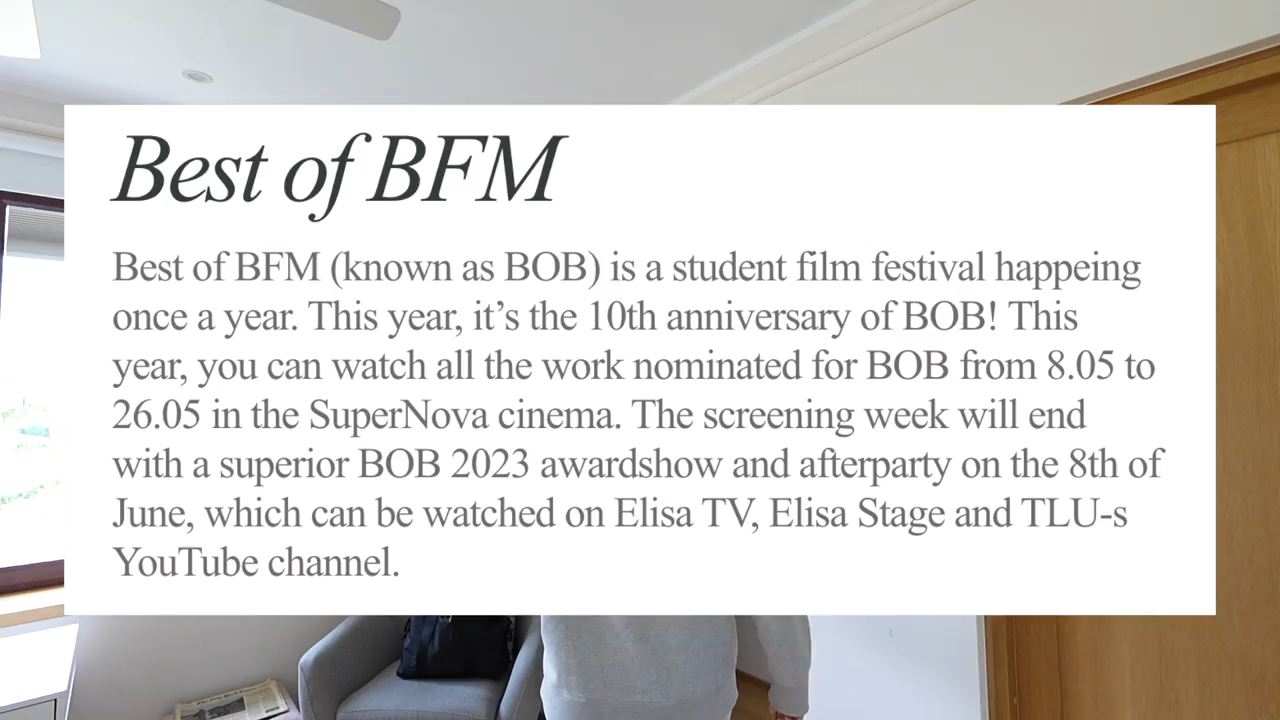 Best of BFM
Best of BFM (known as BOB) is a student film festival happeing
once a year. This year, it’s the 10th anniversary of BOB! This
year, you can watch all the work nominated for BOB from 8.05 to
26.05 in the SuperNova cinema. The screening week will end
with a superior BOB 2023 awardshow and afterparty on the 8th of
June, which can be watched on Elisa TV, Elisa Stage and TLU-s
YouTube channel.